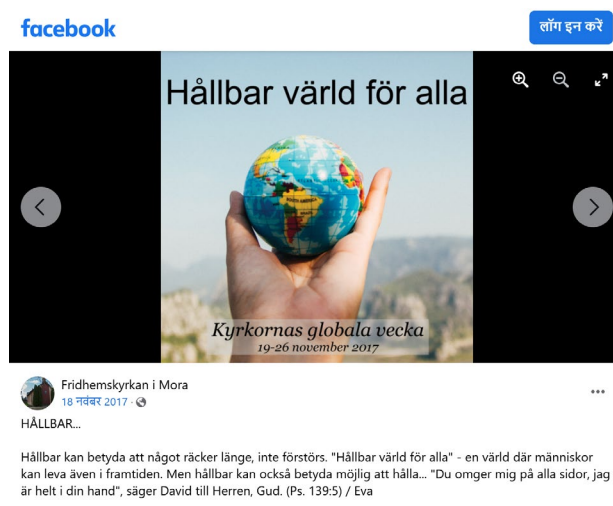 facebook
लॉग इन करें
Hållbar värld för alla
Kyrkornas globala vecka
19-26 november 2017
Fridhemskyrkan i Mora
18 नवंबर 2017 ·
HÅLLBAR...
Hållbar kan betyda att något räcker länge, inte förstörs. "Hållbar värld för alla" - en värld där människor
kan leva även i framtiden. Men hållbar kan också betyda möjlig att hålla... "Du omger mig på alla sidor, jag
är helt i din hand", säger David till Herren, Gud. (Ps. 139:5) / Eva